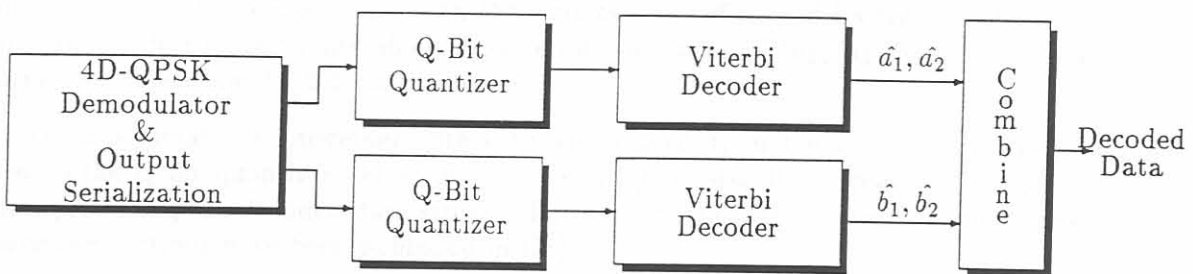 4D-QPSK
Demodulator
&
Output
Serialization
Q-Bit
Quantizer
Viterbi
Decoder
â₁, â₂
Q-Bit
Quantizer
Viterbi
Decoder
b̂₁, b̂₂
C
o
m
b
i
n
e
Decoded
Data